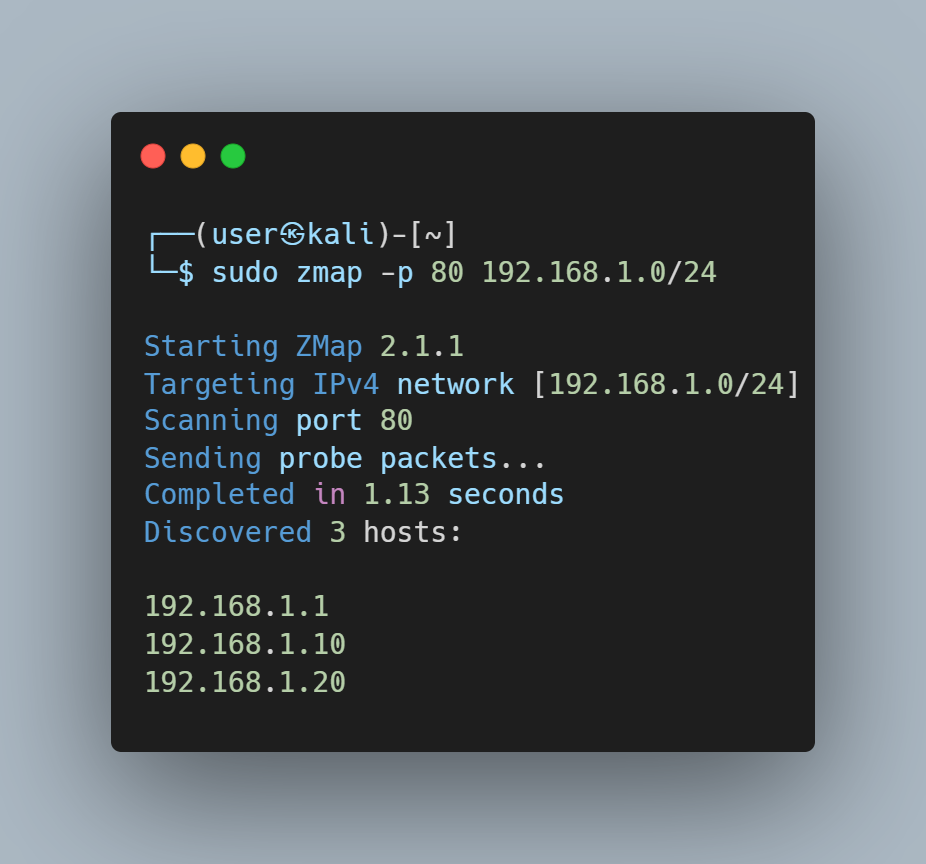 ┌──(user㉿kali)-[~]
└─$ sudo zmap -p 80 192.168.1.0/24
Starting ZMap 2.1.1
Targeting IPv4 network [192.168.1.0/24]
Scanning port 80
Sending probe packets...
Completed in 1.13 seconds
Discovered 3 hosts:
192.168.1.1
192.168.1.10
192.168.1.20